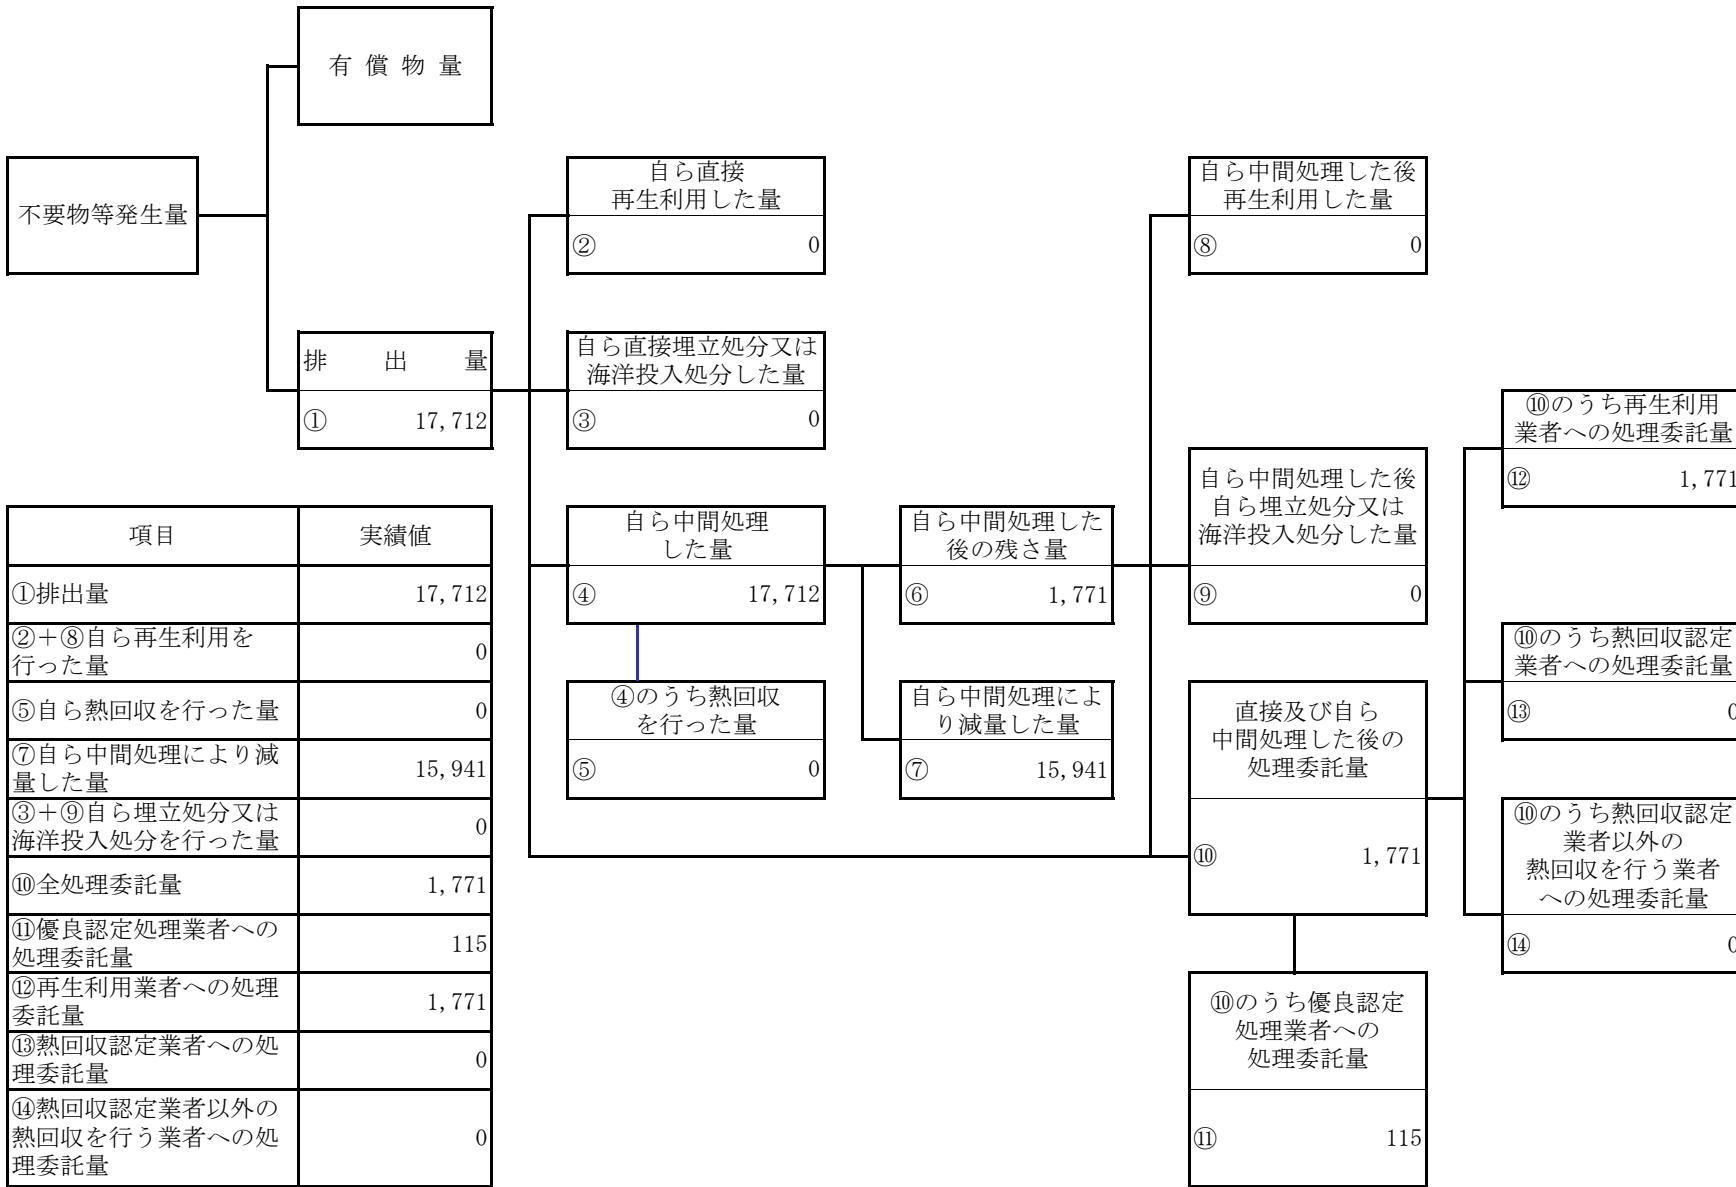 有償物量
不要物等発生量
自ら直接
再生利用した量
② 0
自ら中間処理した後
再生利用した量
⑧ 0
排出量
① 17,712
自ら直接埋立処分又は
海洋投入処分した量
③ 0
⑩のうち再生利用
業者への処理委託量
⑫ 1,771
自ら中間処理した後
自ら埋立処分又は
海洋投入処分した量
⑨ 0
自ら中間処理
した量
④ 17,712
自ら中間処理した
後の残さ量
⑥ 1,771
⑩のうち熱回収認定
業者への処理委託量
⑬ 0
④のうち熱回収
を行った量
⑤ 0
自ら中間処理によ
り減量した量
⑦ 15,941
直接及び自ら
中間処理した後の
処理委託量
⑩ 1,771
⑩のうち熱回収認定
業者以外の
熱回収を行う業者
への処理委託量
⑭ 0
⑩のうち優良認定
処理業者への
処理委託量
⑪ 115
項目 実績値
①排出量 17,712
②+⑧自ら再生利用を
行った量 0
⑤自ら熱回収を行った量 0
⑦自ら中間処理により減
量した量 15,941
③+⑨自ら埋立処分又は
海洋投入処分を行った量 0
⑩全処理委託量 1,771
⑪優良認定処理業者への
処理委託量 115
⑫再生利用業者への処理
委託量 1,771
⑬熱回収認定業者への処
理委託量 0
⑭熱回収認定業者以外の
熱回収を行う業者への処
理委託量 0